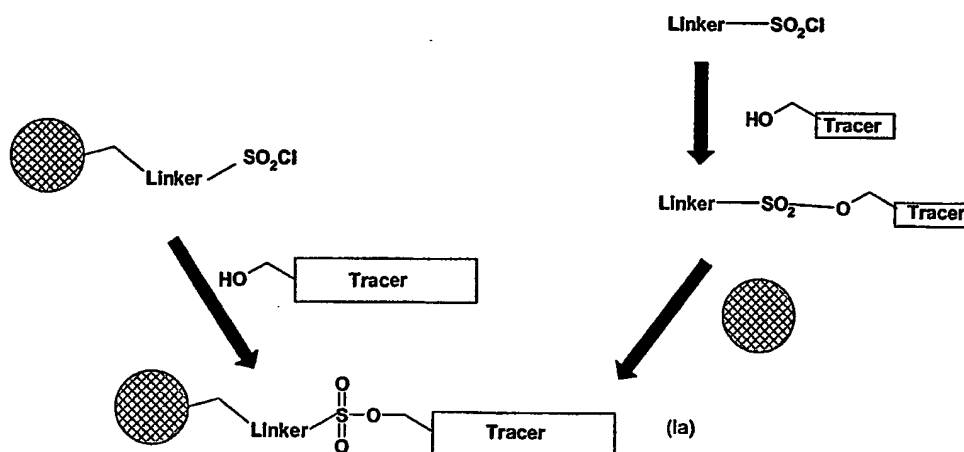 Linker—SO2Cl
HO Tracer
SO2Cl
Linker
Linker—SO2—O Tracer
HO Tracer
O
Linker S O Tracer (Ia)
O